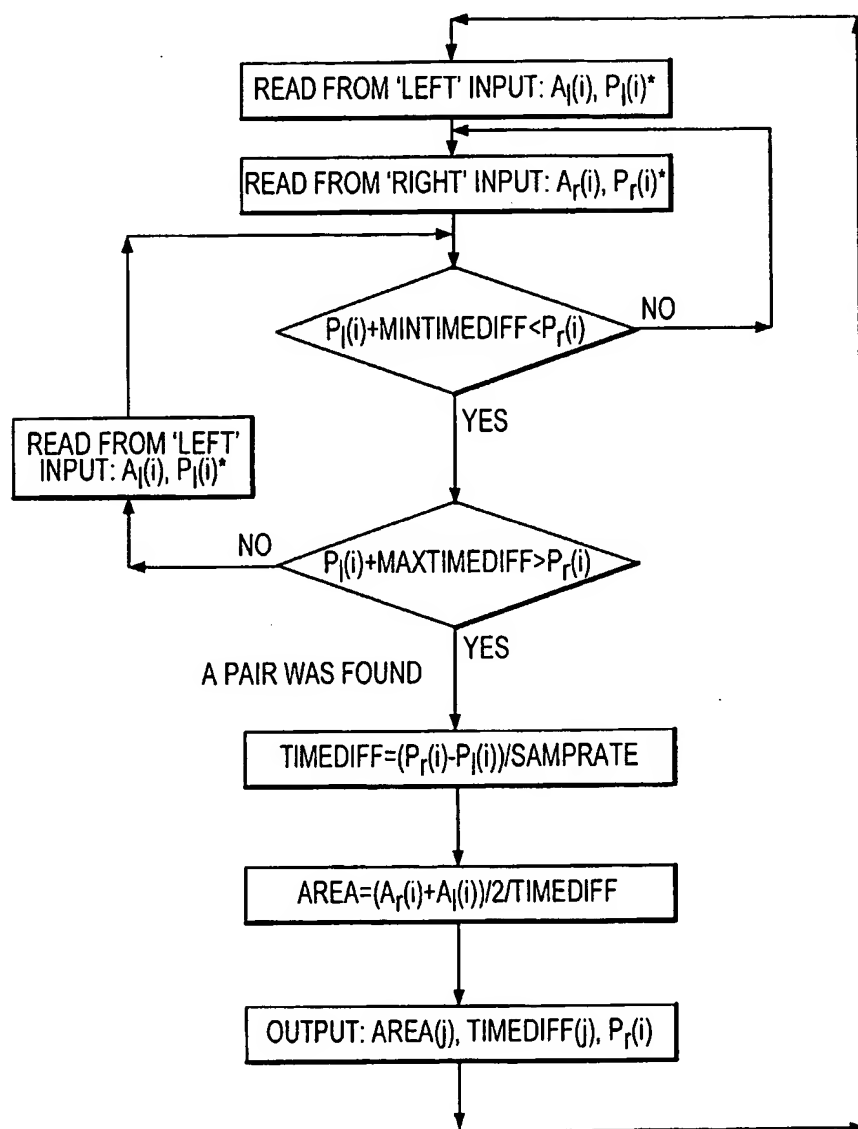 READ FROM 'LEFT' INPUT: Al(i), Pl(i)*
READ FROM 'RIGHT' INPUT: Ar(i), Pr(i)*
Pl(i)+MINTIMEDIFF<Pr(i)
NO
YES
READ FROM 'LEFT'
INPUT: Al(i), Pl(i)*
NO
Pl(i)+MAXTIMEDIFF>Pr(i)
YES
A PAIR WAS FOUND
TIMEDIFF=(Pr(i)-Pl(i))/SAMPRATE
AREA=(Ar(i)+Al(i))/2/TIMEDIFF
OUTPUT: AREA(j), TIMEDIFF(j), Pr(i)